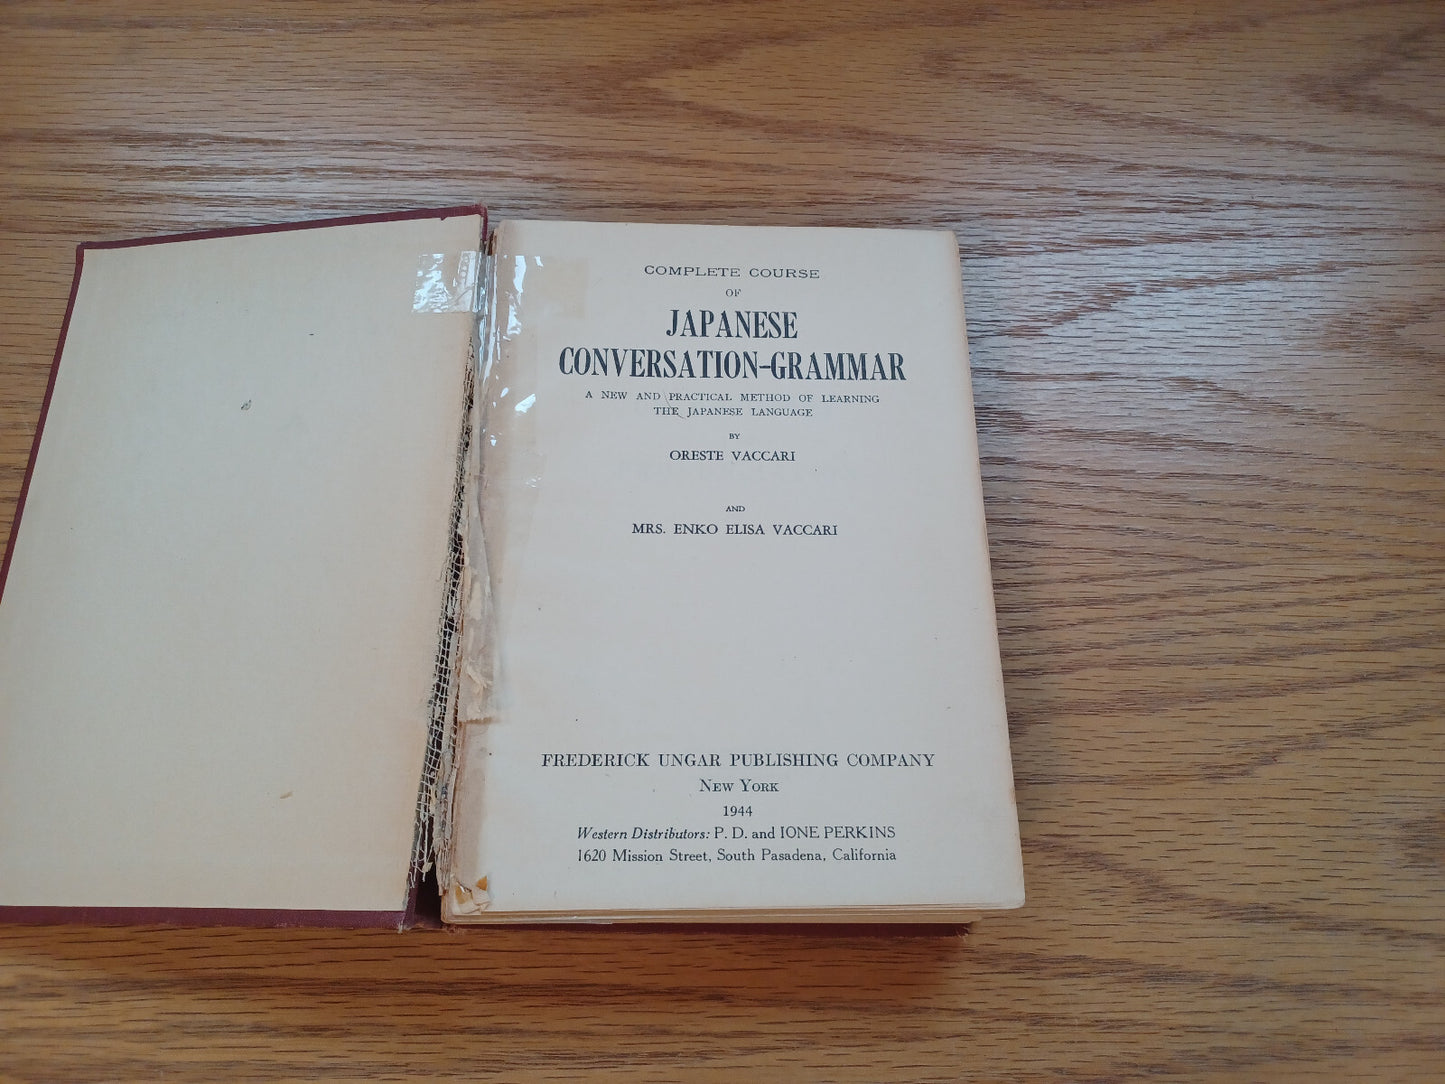 COMPLETE COURSE
OF
JAPANESE
CONVERSATION-GRAMMAR
A NEW AND PRACTICAL METHOD OF LEARNING
THE JAPANESE LANGUAGE
BY
ORESTE VACCARI
AND
MRS. ENKO ELISA VACCARI
FREDERICK UNGAR PUBLISHING COMPANY
NEW YORK
1944
Western Distributors: P. D. and IONE PERKINS
1620 Mission Street, South Pasadena, California